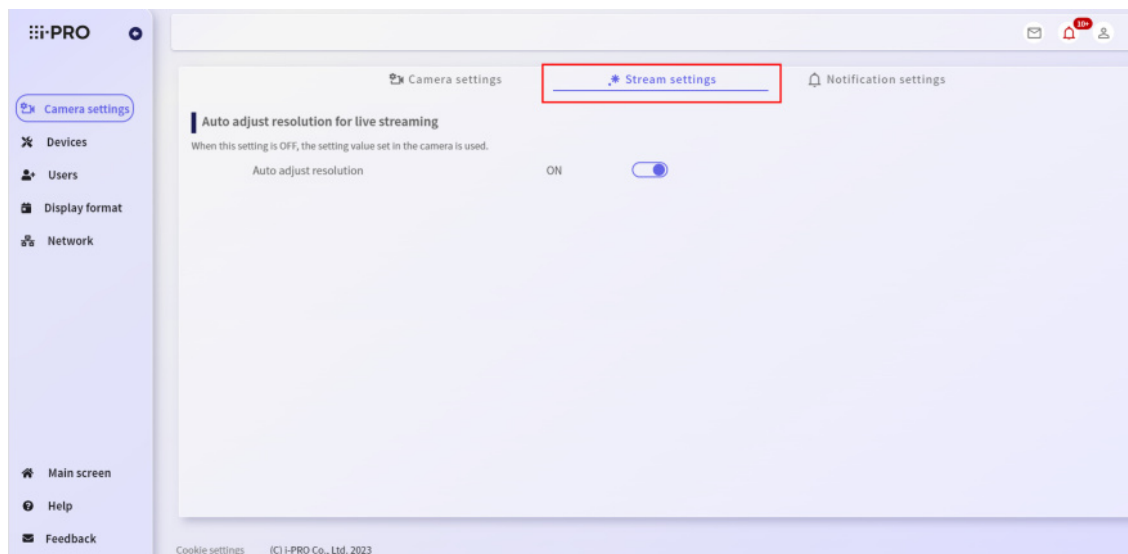 i-PRO
10+
Camera settings
Stream settings
Notification settings
Camera settings
Devices
Users
Display format
Network
Auto adjust resolution for live streaming
When this setting is OFF, the setting value set in the camera is used.
Auto adjust resolution ON
Main screen
Help
Feedback
Cookie settings (C) i-PRO Co., Ltd. 2023